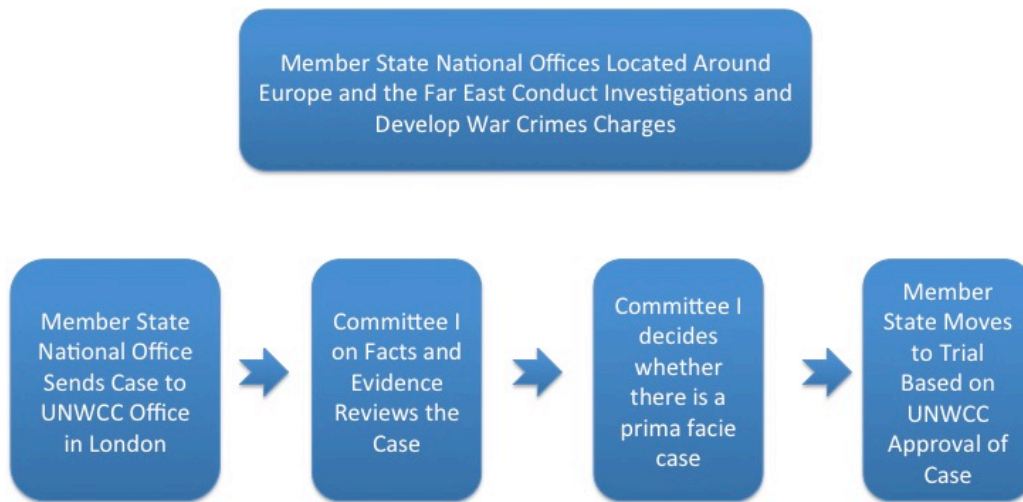 Member State National Offices Located Around
Europe and the Far East Conduct Investigations and
Develop War Crimes Charges
Member State
National Office
Sends Case to
UNWCC Office
in London
Committee I
on Facts and
Evidence
Reviews the
Case
Committee I
decides
whether
there is a
prima facie
case
Member
State Moves
to Trial
Based on
UNWCC
Approval of
Case